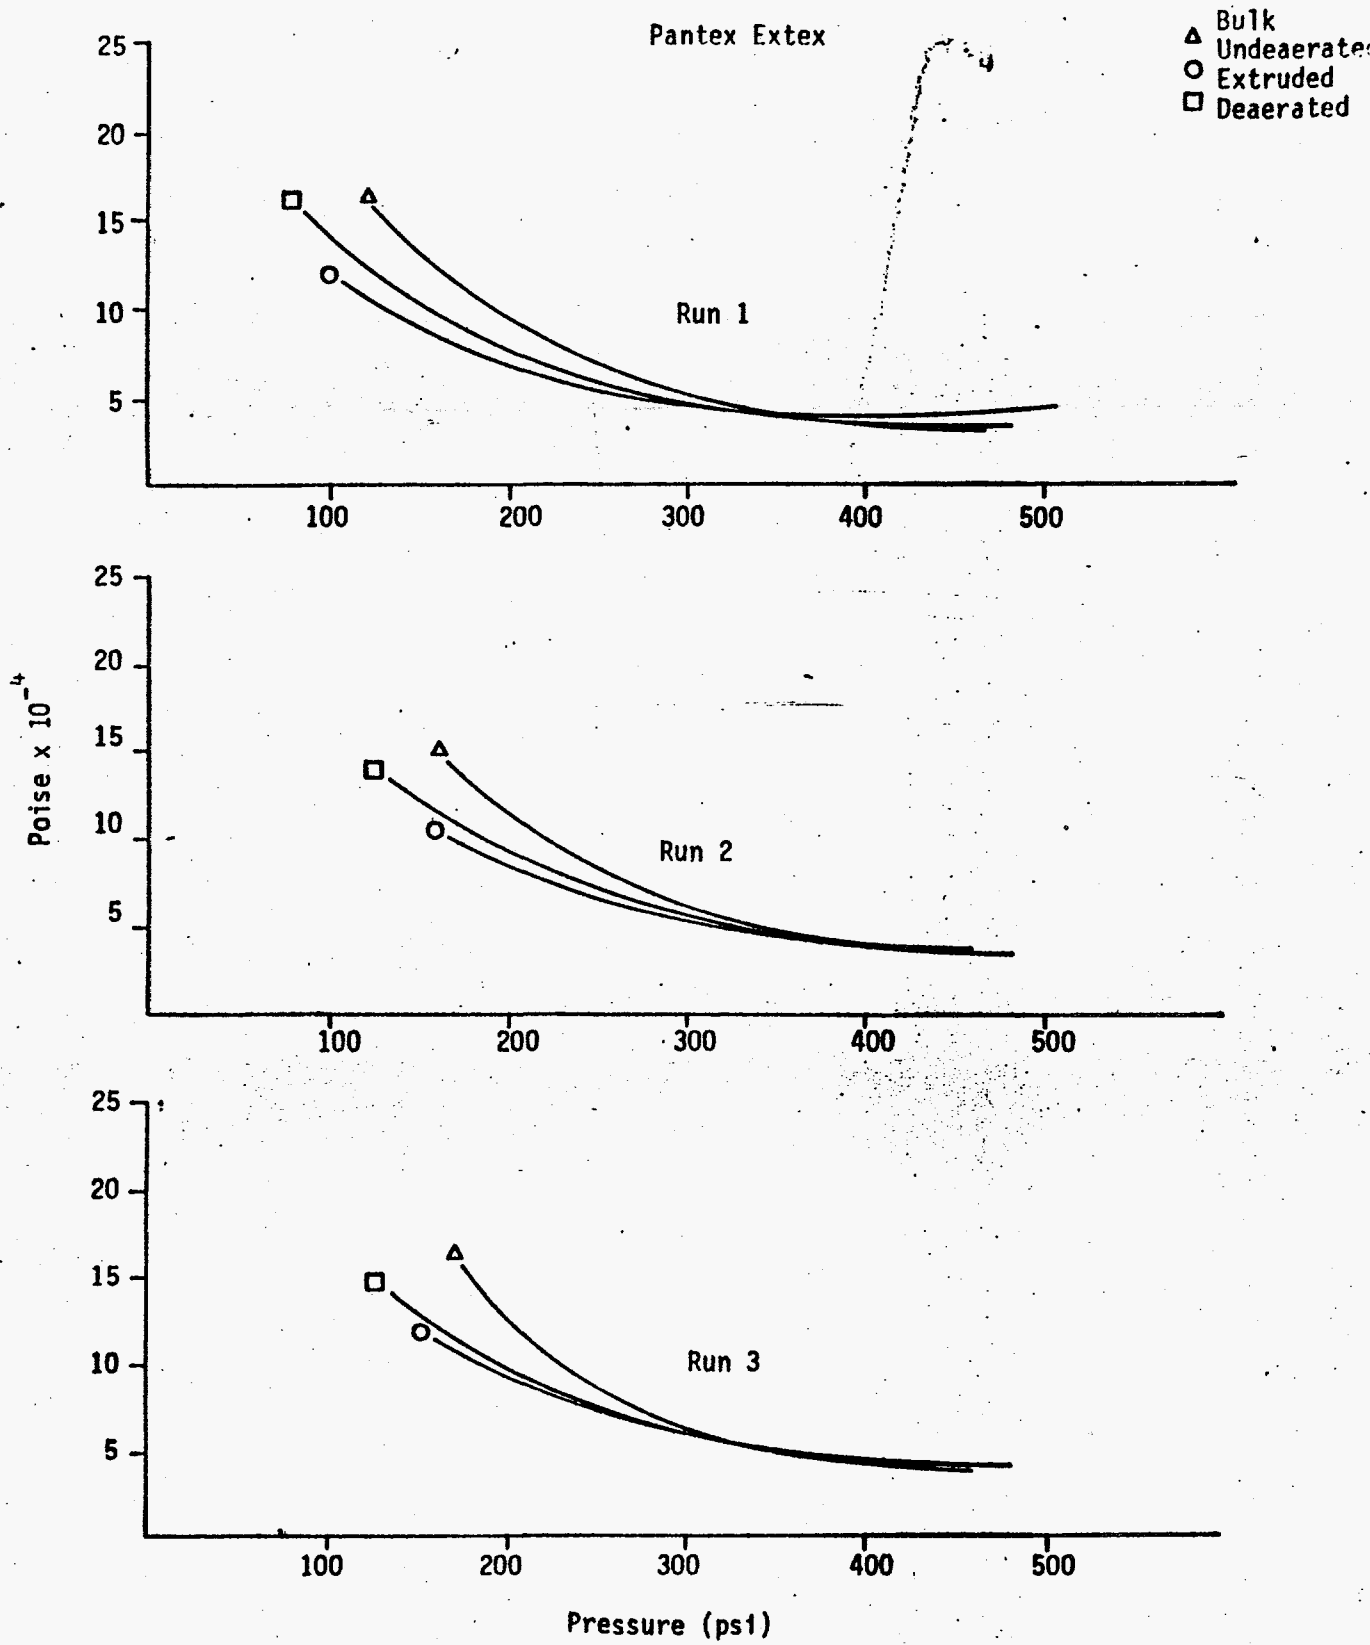 Pantex Extex
△ Bulk
Undeaerated
○ Extruded
□ Deaerated
25
20
15
10
5
Run 1
100 200 300 400 500
Poise x 10⁻⁴
25
20
15
10
5
Run 2
100 200 300 400 500
25
20
15
10
5
Run 3
100 200 300 400 500
Pressure (psi)